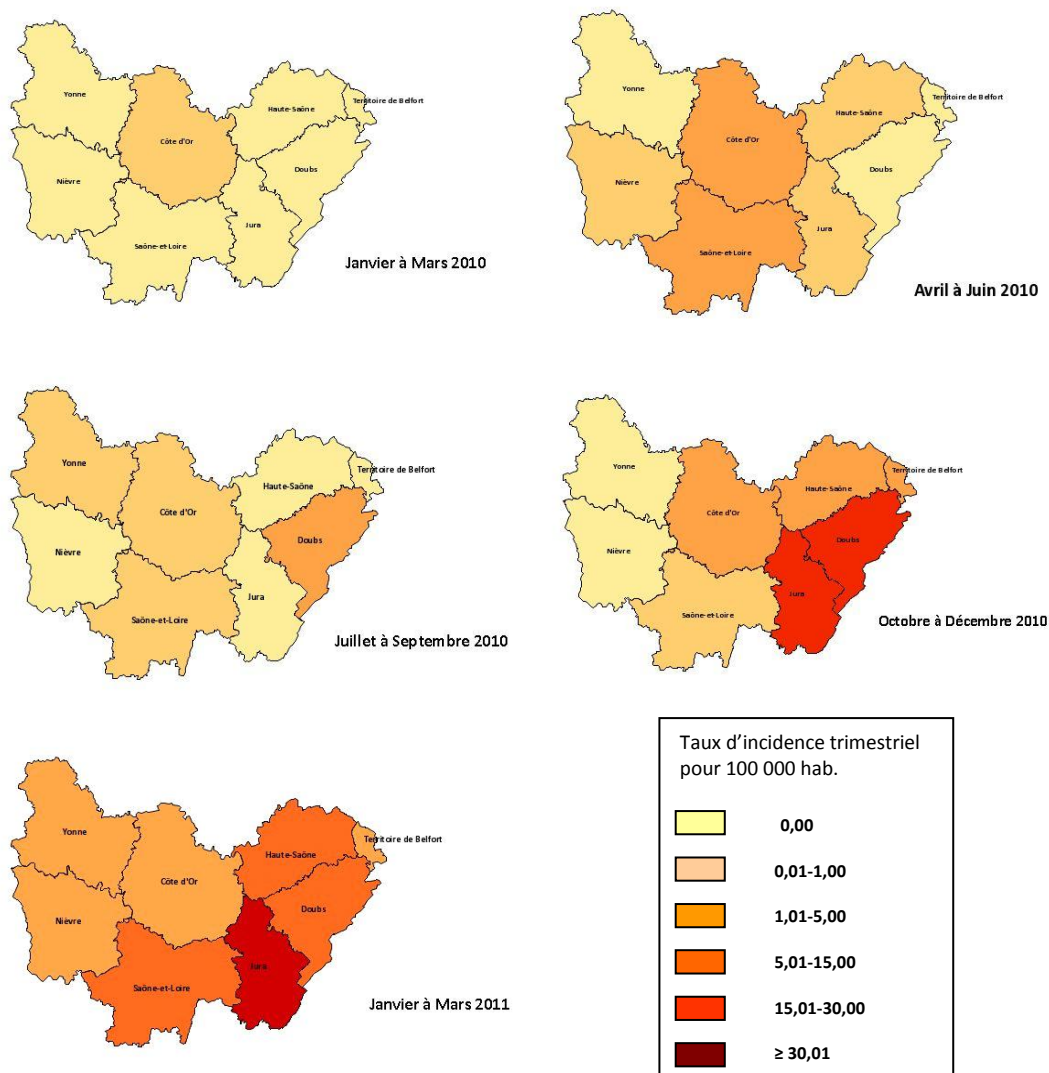 Yonne
Côte d'Or
Haute-Saône
Territoire de Belfort
Nièvre
Doubs
Saône-et-Loire
Jura
Janvier à Mars 2010
Yonne
Côte d'Or
Haute-Saône
Territoire de Belfort
Nièvre
Doubs
Saône-et-Loire
Jura
Avril à Juin 2010
Yonne
Côte d'Or
Haute-Saône
Territoire de Belfort
Nièvre
Doubs
Saône-et-Loire
Jura
Juillet à Septembre 2010
Yonne
Côte d'Or
Haute-Saône
Territoire de Belfort
Nièvre
Doubs
Saône-et-Loire
Jura
Octobre à Décembre 2010
Yonne
Côte d'Or
Haute-Saône
Territoire de Belfort
Nièvre
Doubs
Saône-et-Loire
Jura
Janvier à Mars 2011
Taux d’incidence trimestriel
pour 100 000 hab.
0,00
0,01-1,00
1,01-5,00
5,01-15,00
15,01-30,00
≥ 30,01